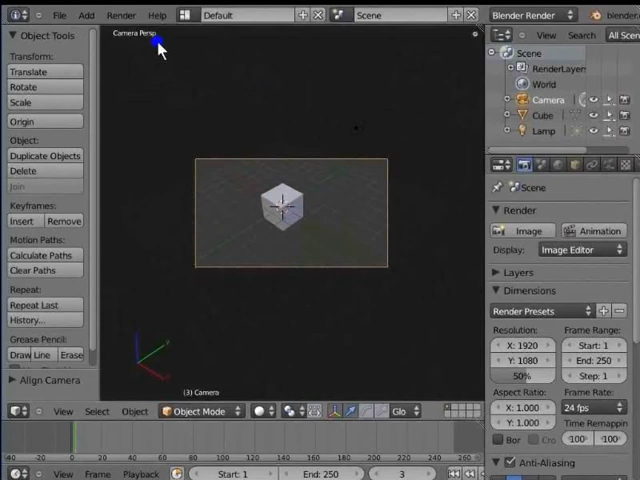 File Add Render Help Default Scene Blender Render blender.
Object Tools
Camera Persp
View Search All Scen
Transform:
Translate
Rotate
Scale
Origin
Object:
Duplicate Objects
Delete
Join
Keyframes:
Insert Remove
Motion Paths:
Calculate Paths
Clear Paths
Repeat:
Repeat Last
History...
Grease Pencil:
Draw Line Erase
Align Camera
(3) Camera
View Select Object Object Mode Glo
-40 -20 0 20 40 60 80 100 120 140 160 180 200 220 240 260
View Frame Playback Start: 1 End: 250 3
Scene
RenderLayers
World
Camera
Cube
Lamp
Scene
Render
Image Animation
Display: Image Editor
Layers
Dimensions
Render Presets
Resolution: Frame Range:
X: 1920 Start: 1
Y: 1080 End: 250
50% Step: 1
Aspect Ratio: Frame Rate:
X: 1.000 24 fps
Y: 1.000 Time Remappin
Bor Cro 100 100
Anti-Aliasing